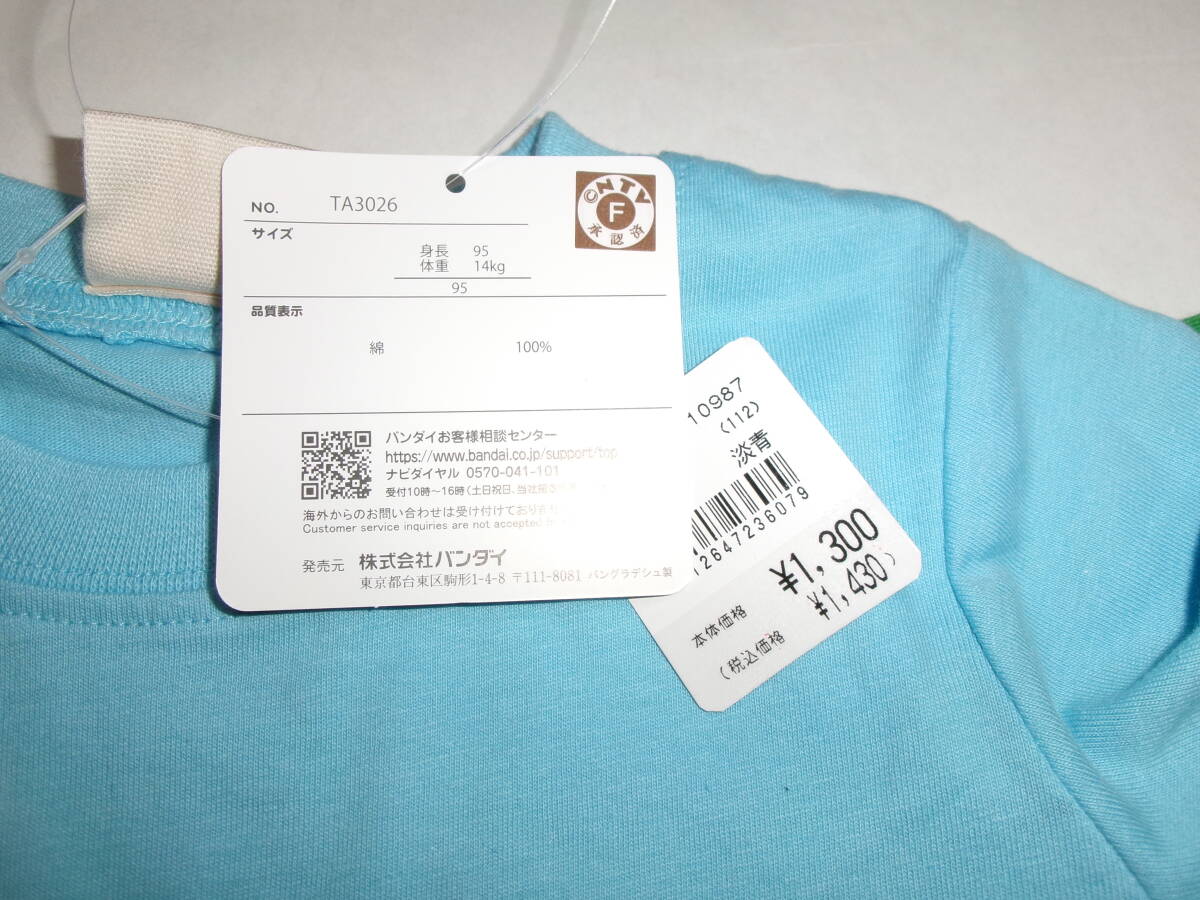 NO. TA3026
サイズ
身長 95
体重 14kg
95
品質表示
綿 100%
©NTV
F
承認済
バンダイお客様相談センター
https://www.bandai.co.jp/support/top
ナビダイヤル 0570-041-101
受付10時〜16時(土日祝日、当社
海外からのお問い合わせは受け付けており
Customer service inquiries are not accepted
発売元 株式会社バンダイ
東京都台東区駒形1-4-8 〒111-8081 バングラデシュ製
10987
(112)
淡青
12647236079
本体価格 ¥1,300
(税込価格 ¥1,430)